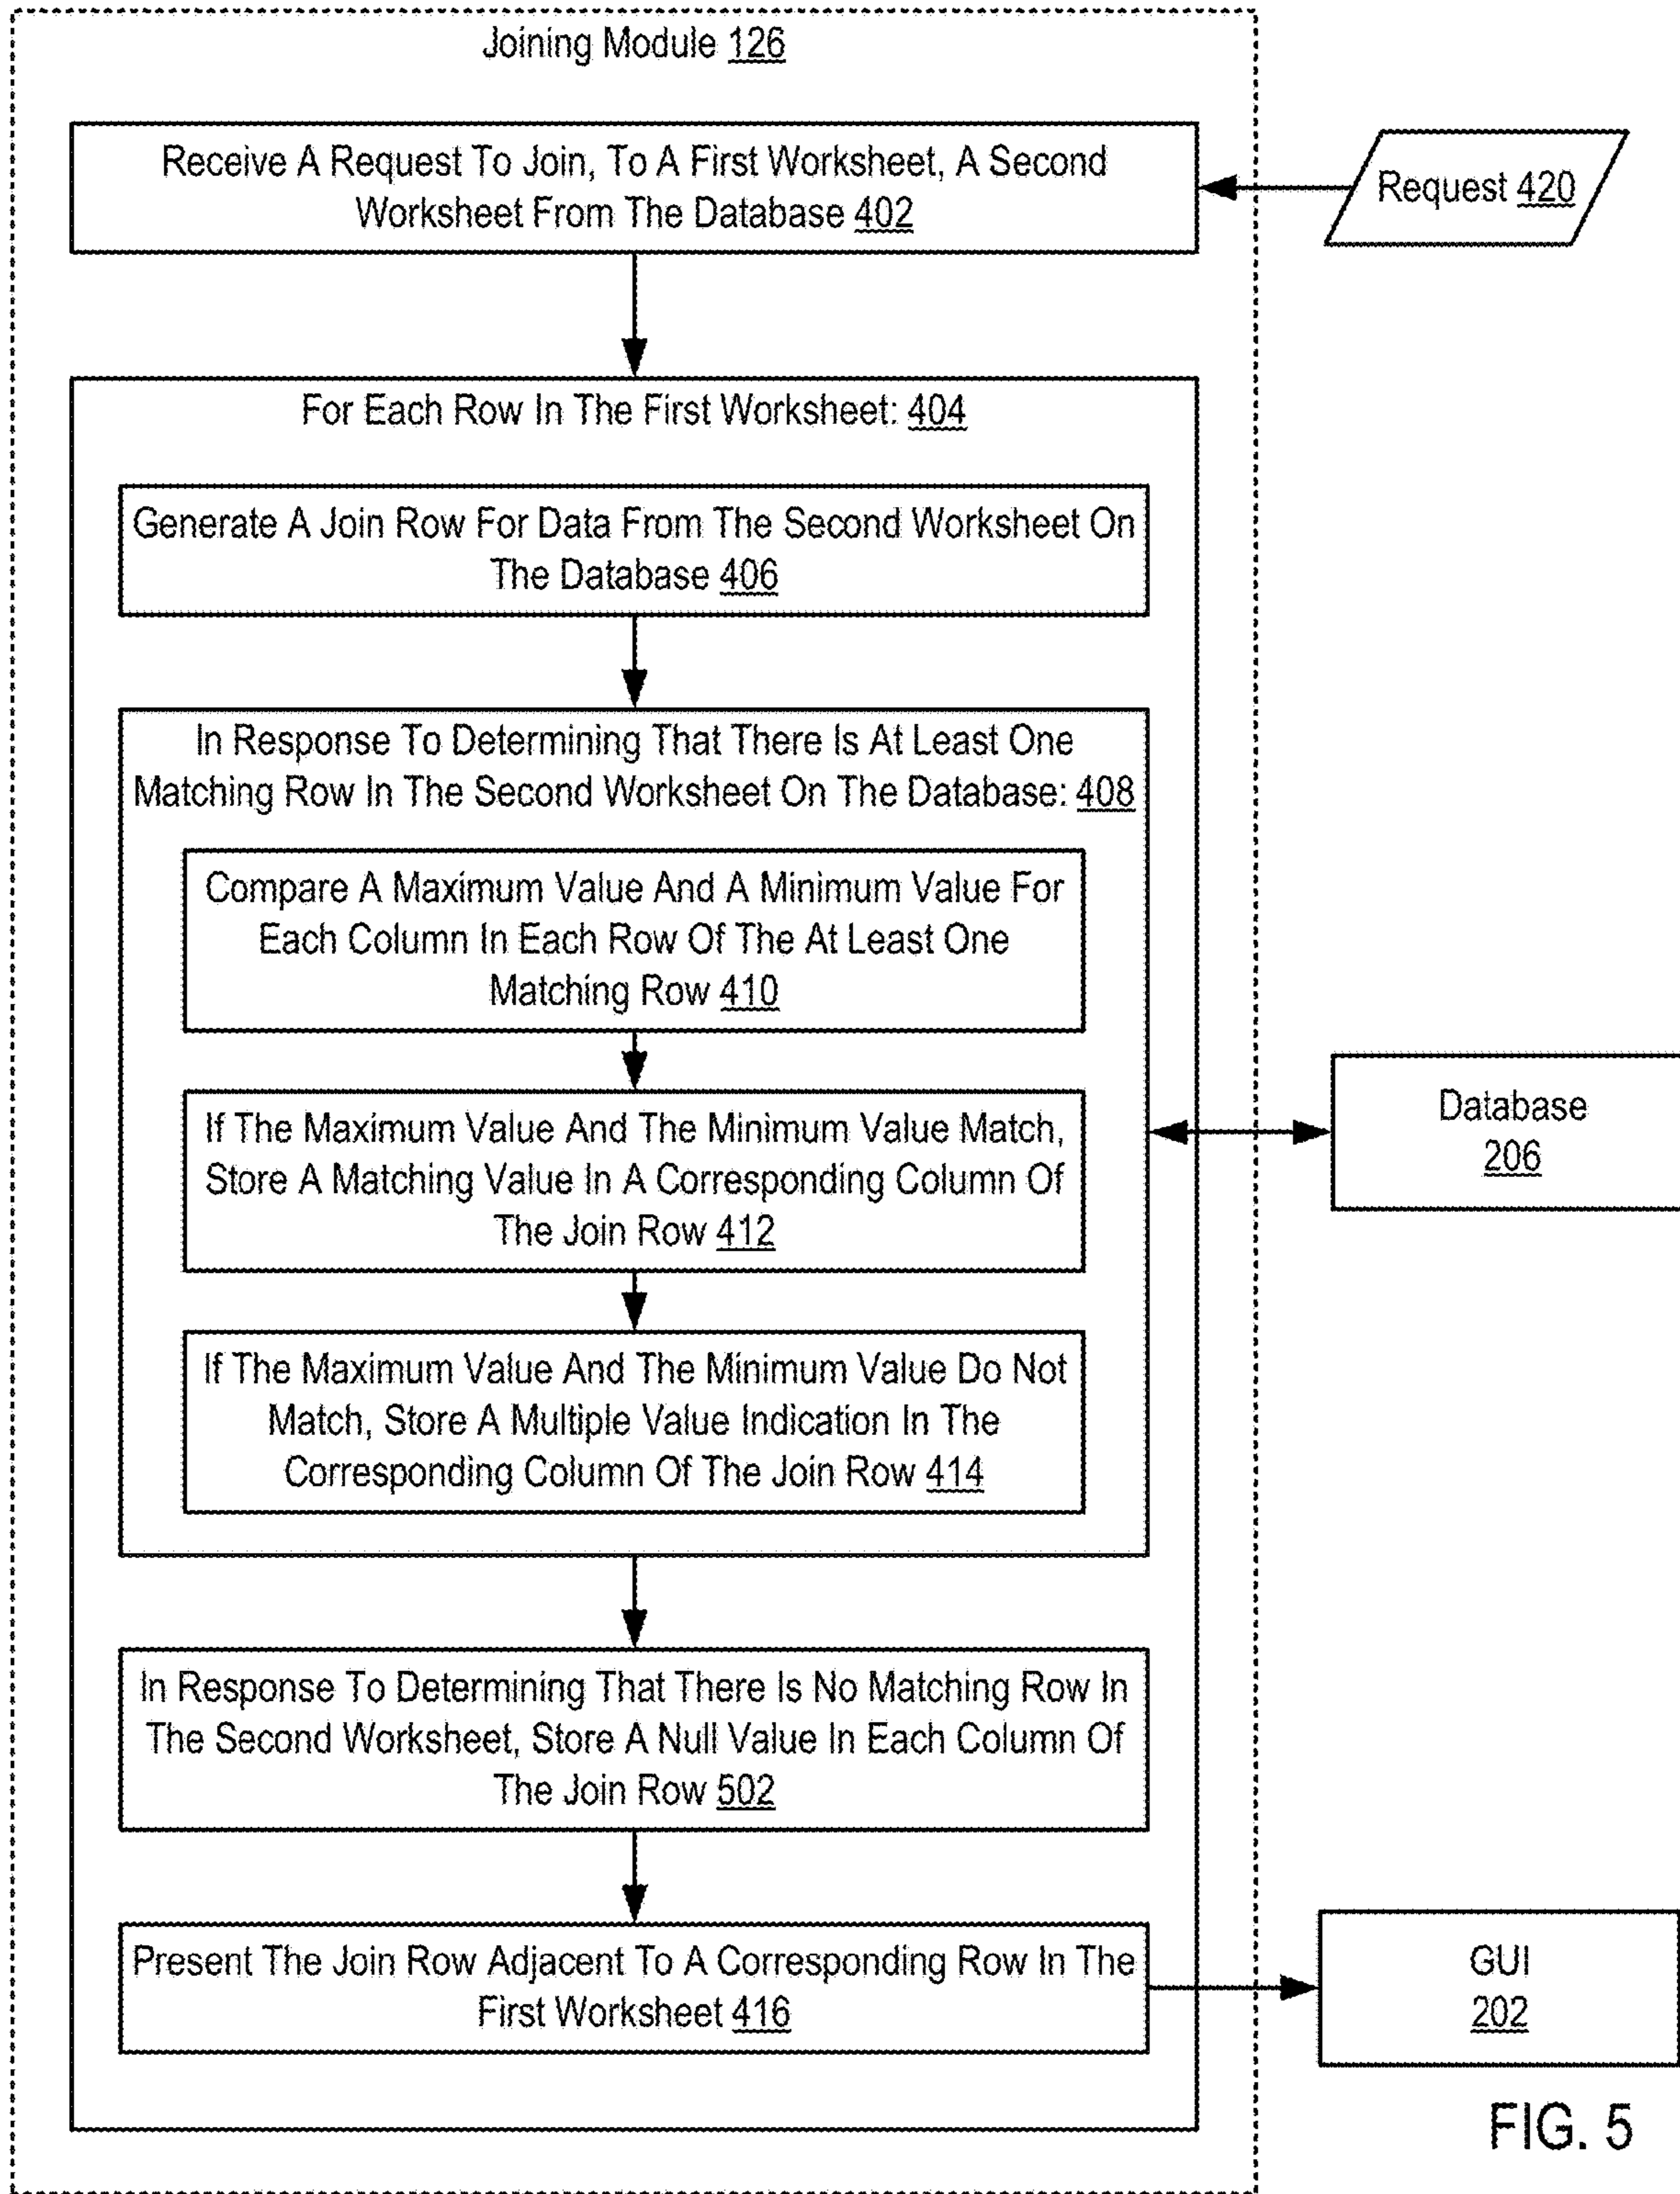 Joining Module 126
Receive A Request To Join, To A First Worksheet, A Second
Worksheet From The Database 402
Request 420
For Each Row In The First Worksheet: 404
Generate A Join Row For Data From The Second Worksheet On
The Database 406
In Response To Determining That There Is At Least One
Matching Row In The Second Worksheet On The Database: 408
Compare A Maximum Value And A Minimum Value For
Each Column In Each Row Of The At Least One
Matching Row 410
If The Maximum Value And The Minimum Value Match,
Store A Matching Value In A Corresponding Column Of
The Join Row 412
Database
206
If The Maximum Value And The Minimum Value Do Not
Match, Store A Multiple Value Indication In The
Corresponding Column Of The Join Row 414
In Response To Determining That There Is No Matching Row In
The Second Worksheet, Store A Null Value In Each Column Of
The Join Row 502
Present The Join Row Adjacent To A Corresponding Row In The
First Worksheet 416
GUI
202
FIG. 5